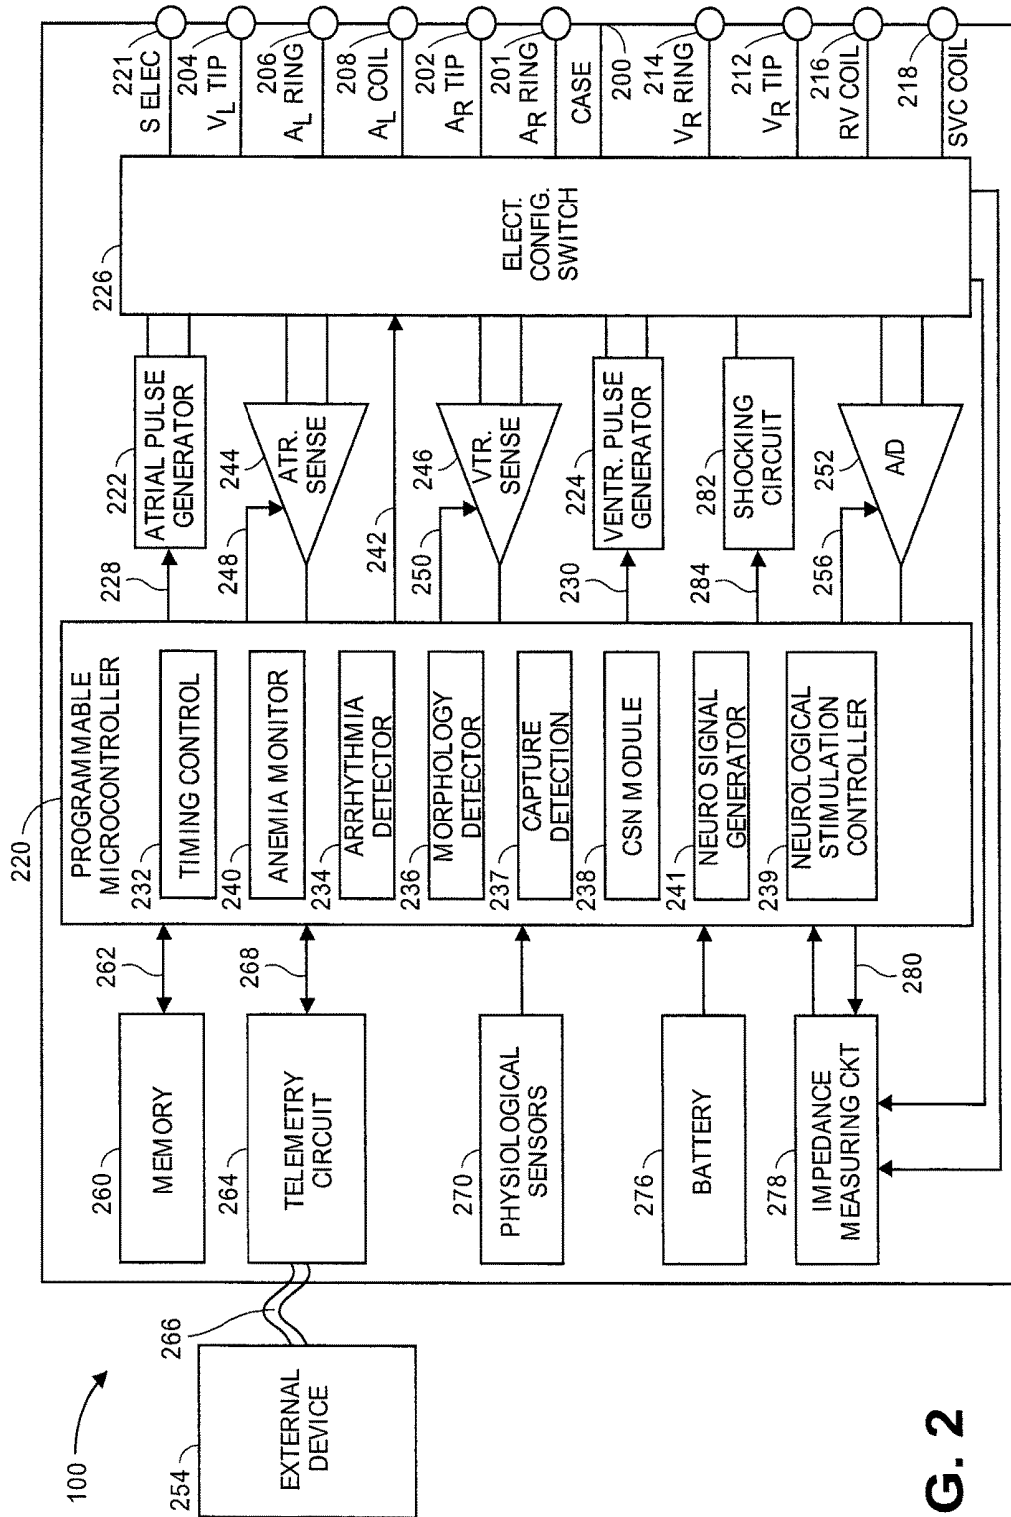 100
254
EXTERNAL
DEVICE
266
260
MEMORY
262
264
TELEMETRY
CIRCUIT
268
270
PHYSIOLOGICAL
SENSORS
276
BATTERY
278
IMPEDANCE
MEASURING CKT
280
220
PROGRAMMABLE
MICROCONTROLLER
232
TIMING CONTROL
240
ANEMIA MONITOR
234
ARRHYTHMIA
DETECTOR
236
MORPHOLOGY
DETECTOR
237
CAPTURE
DETECTION
238
CSN MODULE
241
NEURO SIGNAL
GENERATOR
239
NEUROLOGICAL
STIMULATION
CONTROLLER
228
222
ATRIAL PULSE
GENERATOR
248
244
ATR.
SENSE
242
250
246
VTR.
SENSE
230
224
VENTR. PULSE
GENERATOR
284
282
SHOCKING
CIRCUIT
256
252
A/D
226
ELECT.
CONFIG.
SWITCH
221
S ELEC
204
VL TIP
206
AL RING
208
AL COIL
202
AR TIP
201
AR RING
CASE
200
214
VR RING
212
VR TIP
216
RV COIL
218
SVC COIL
G. 2